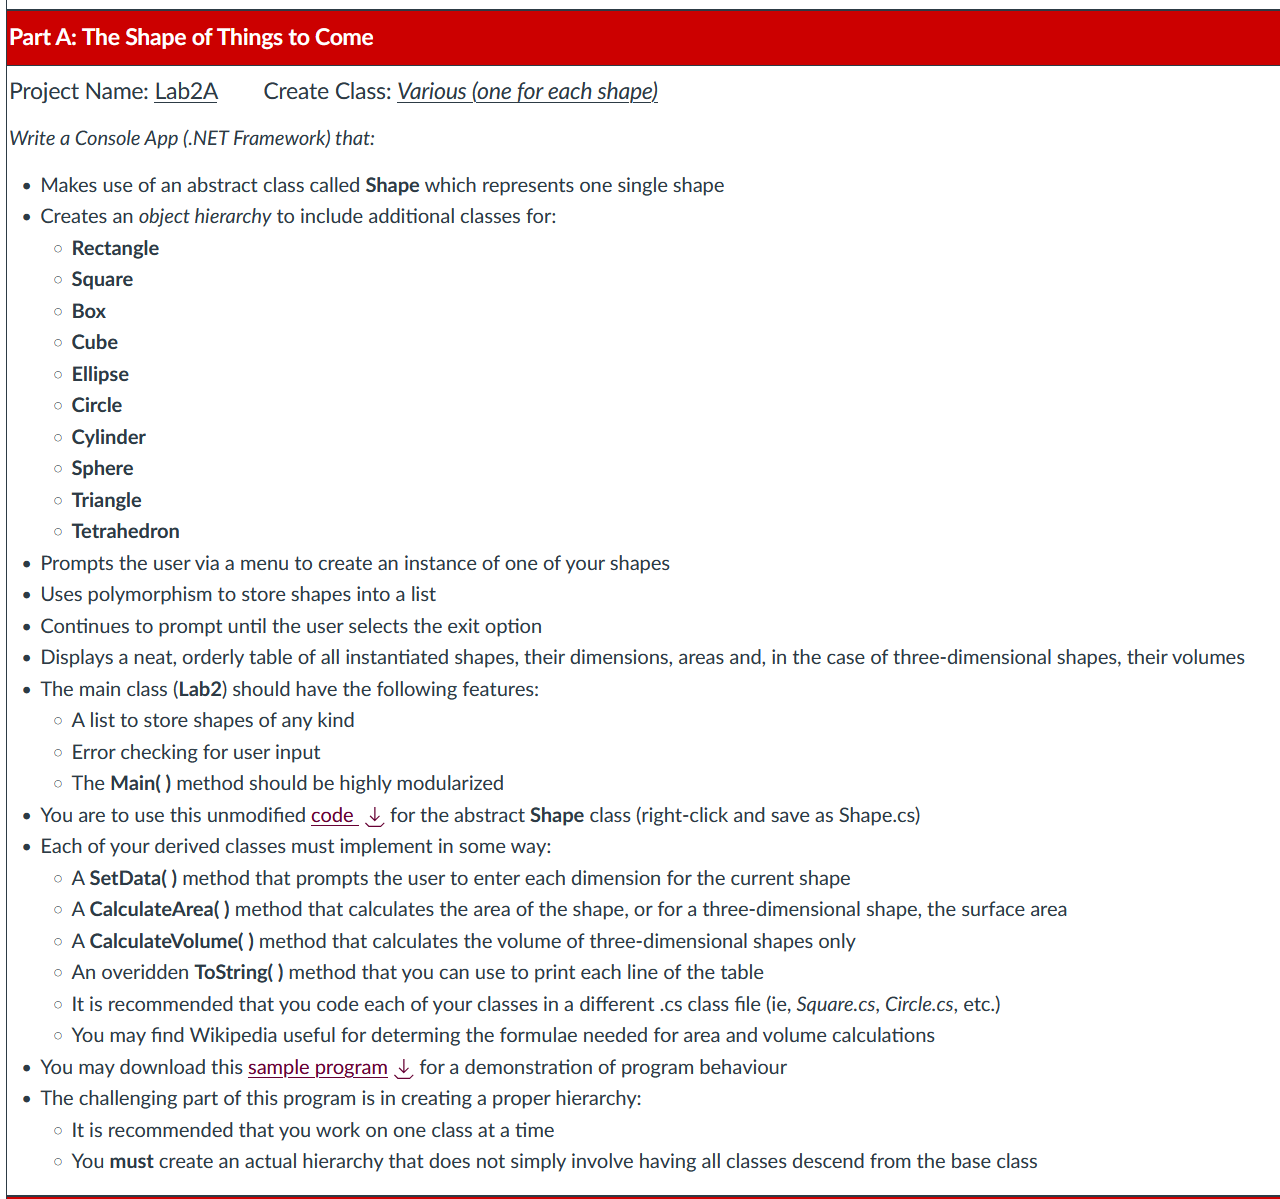 Part A: The Shape of Things to Come
Project Name: Lab2A Create Class: Various (one for each shape)
Write a Console App (.NET Framework) that:
• Makes use of an abstract class called Shape which represents one single shape
• Creates an object hierarchy to include additional classes for:
○ Rectangle
○ Square
○ Box
○ Cube
○ Ellipse
○ Circle
○ Cylinder
○ Sphere
○ Triangle
○ Tetrahedron
• Prompts the user via a menu to create an instance of one of your shapes
• Uses polymorphism to store shapes into a list
• Continues to prompt until the user selects the exit option
• Displays a neat, orderly table of all instantiated shapes, their dimensions, areas and, in the case of three-dimensional shapes, their volumes
• The main class (Lab2) should have the following features:
○ A list to store shapes of any kind
○ Error checking for user input
○ The Main( ) method should be highly modularized
• You are to use this unmodified code for the abstract Shape class (right-click and save as Shape.cs)
• Each of your derived classes must implement in some way:
○ A SetData( ) method that prompts the user to enter each dimension for the current shape
○ A CalculateArea( ) method that calculates the area of the shape, or for a three-dimensional shape, the surface area
○ A CalculateVolume( ) method that calculates the volume of three-dimensional shapes only
○ An overidden ToString( ) method that you can use to print each line of the table
○ It is recommended that you code each of your classes in a different .cs class file (ie, Square.cs, Circle.cs, etc.)
○ You may find Wikipedia useful for determing the formulae needed for area and volume calculations
• You may download this sample program for a demonstration of program behaviour
• The challenging part of this program is in creating a proper hierarchy:
○ It is recommended that you work on one class at a time
○ You must create an actual hierarchy that does not simply involve having all classes descend from the base class